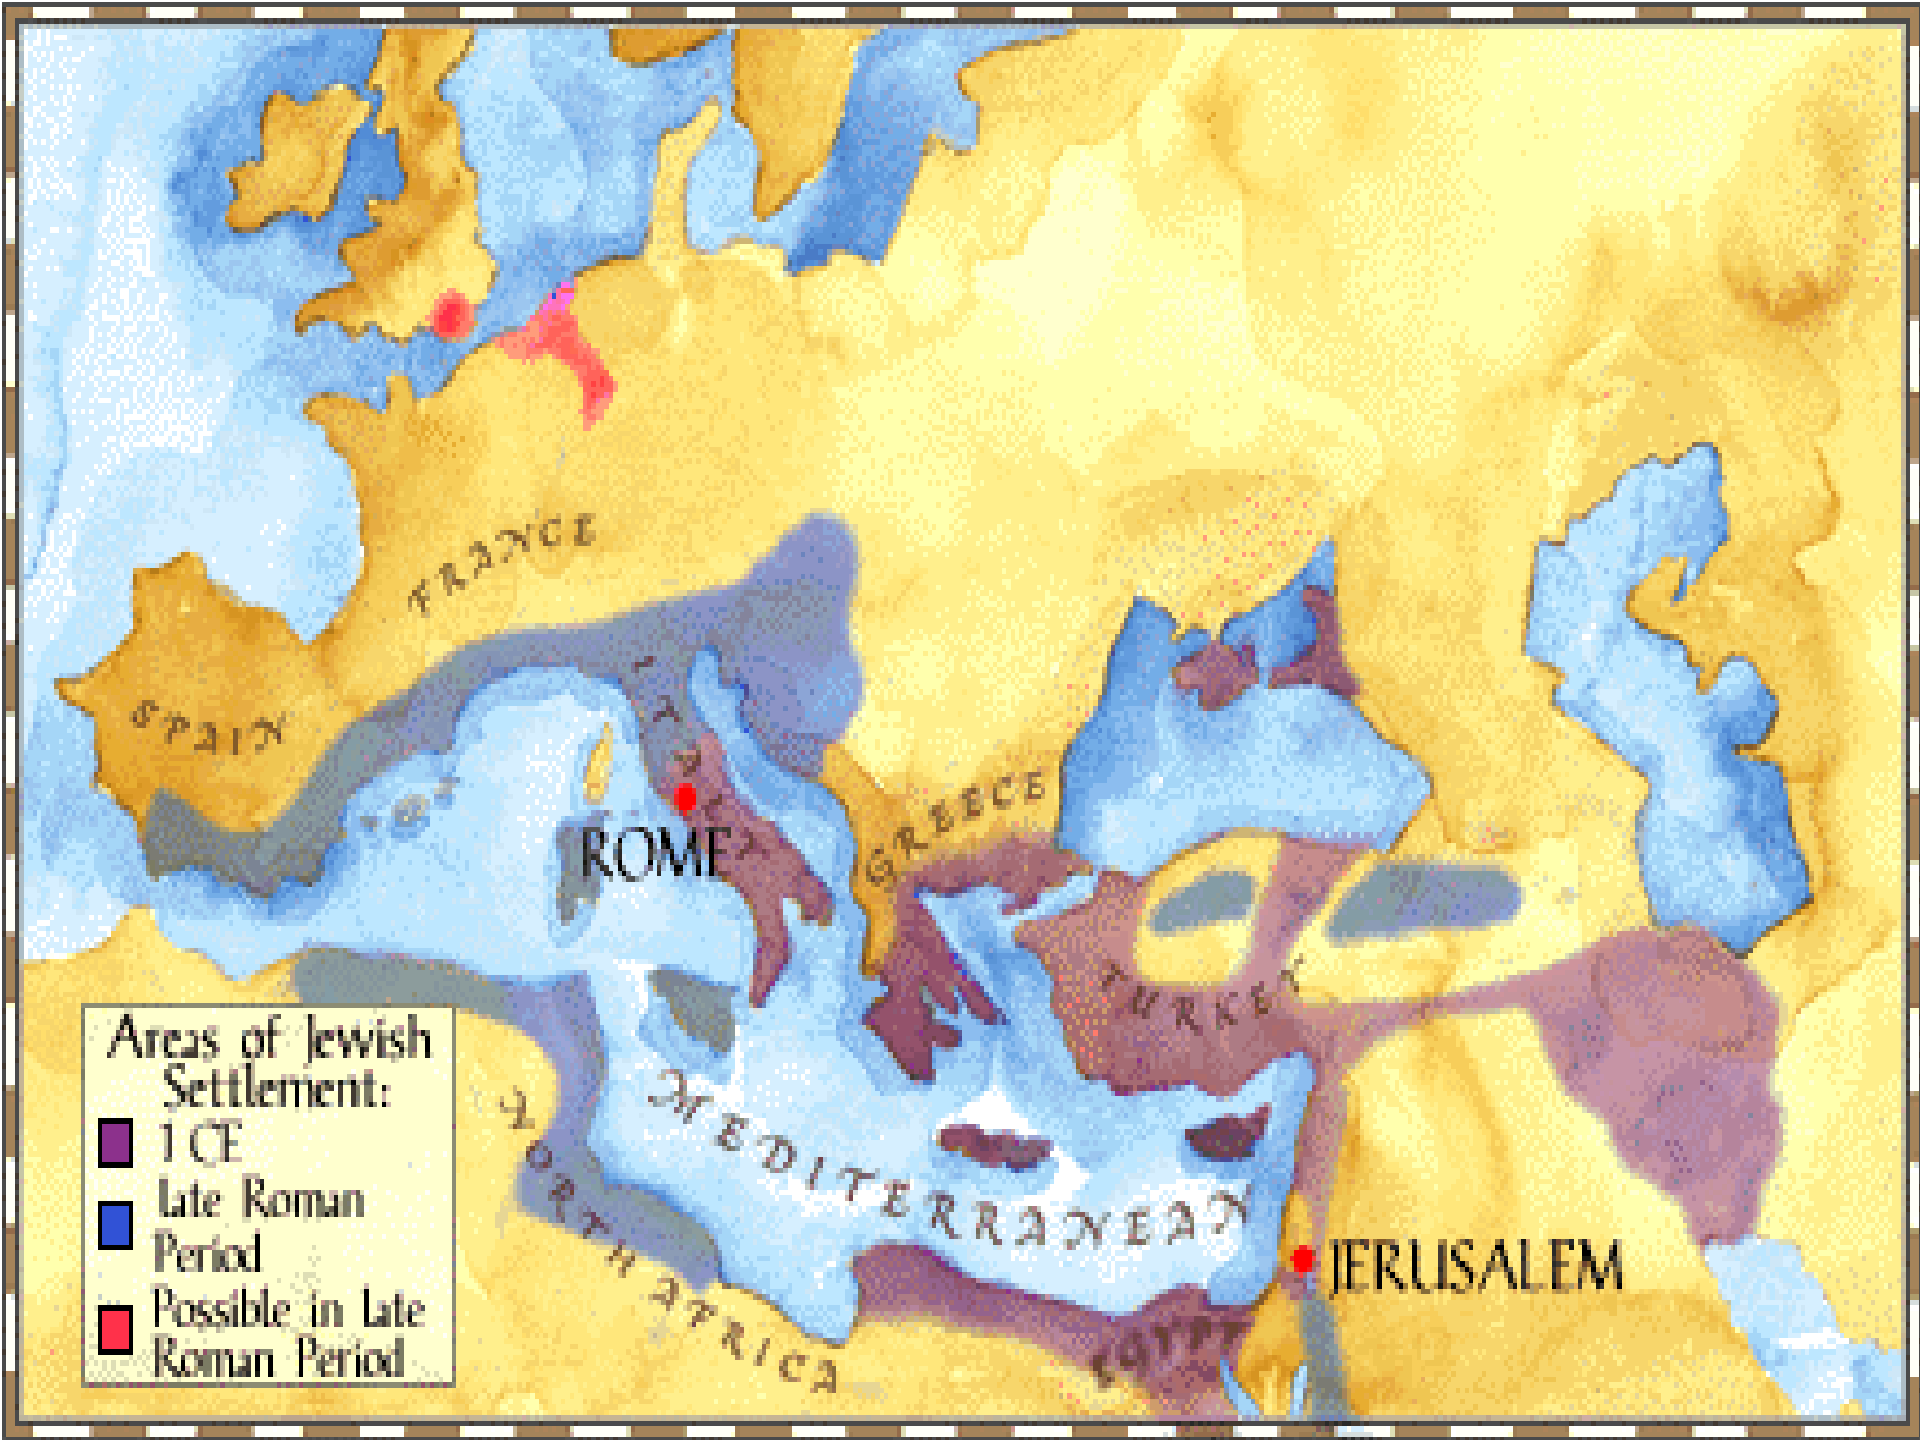 FRANCE
SPAIN
ITALY
ROME
GREECE
TURKEY
MEDITERRANEAN
NORTH AFRICA
EGYPT
JERUSALEM
Areas of Jewish
Settlement:
1 CE
late Roman
Period
Possible in late
Roman Period